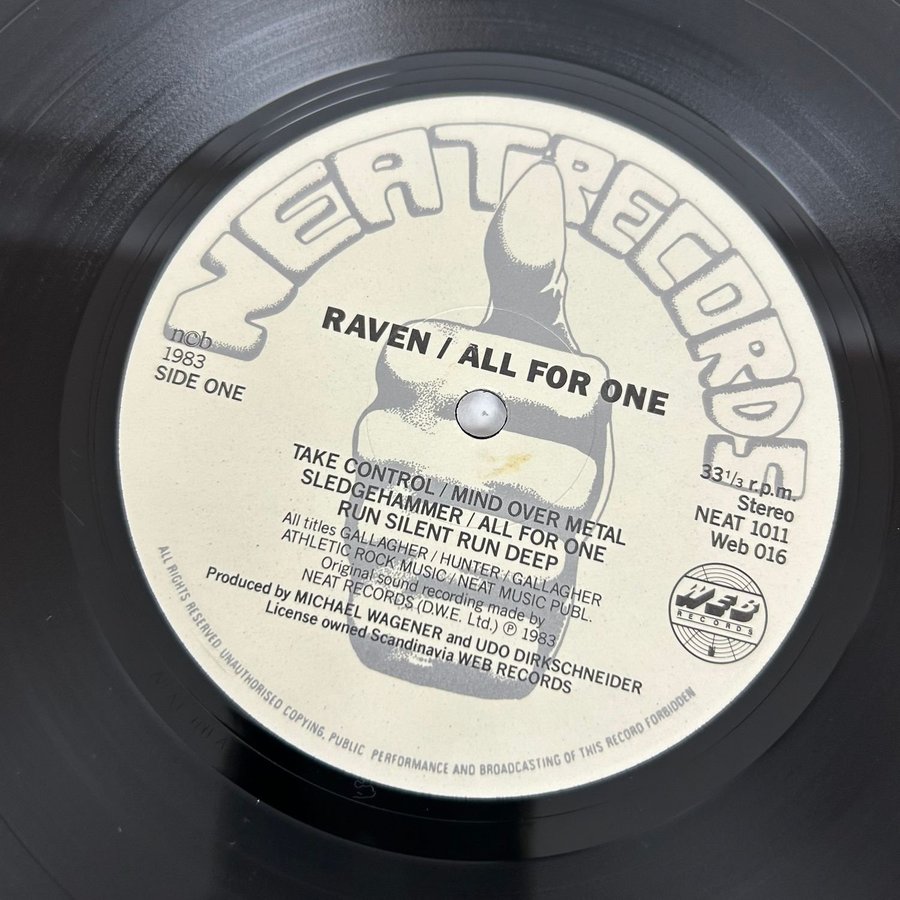 NEAT RECORDS
RAVEN / ALL FOR ONE
n©b
1983
SIDE ONE
33 1/3 r.p.m.
Stereo
NEAT 1011
Web 016
TAKE CONTROL / MIND OVER METAL
SLEDGEHAMMER / ALL FOR ONE
RUN SILENT RUN DEEP
All titles GALLAGHER / HUNTER / GALLAGHER
ATHLETIC ROCK MUSIC / NEAT MUSIC PUBL.
Original sound recording made by
NEAT RECORDS (D.W.E. Ltd.) ℗ 1983
Produced by MICHAEL WAGENER and UDO DIRKSCHNEIDER
License owned Scandinavia WEB RECORDS
WEB
RECORDS
ALL RIGHTS RESERVED UNAUTHORISED COPYING, PUBLIC PERFORMANCE AND BROADCASTING OF THIS RECORD FORBIDDEN